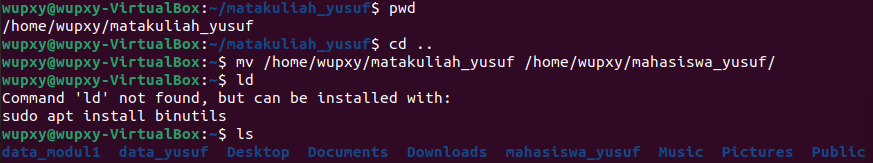 wupxy@wupxy-VirtualBox:~/matakuliah_yusuf$ pwd
/home/wupxy/matakuliah_yusuf
wupxy@wupxy-VirtualBox:~/matakuliah_yusuf$ cd ..
wupxy@wupxy-VirtualBox:~$ mv /home/wupxy/matakuliah_yusuf /home/wupxy/mahasiswa_yusuf/
wupxy@wupxy-VirtualBox:~$ ld
Command 'ld' not found, but can be installed with:
sudo apt install binutils
wupxy@wupxy-VirtualBox:~$ ls
data_modul1  data_yusuf  Desktop  Documents  Downloads  mahasiswa_yusuf  Music  Pictures  Public